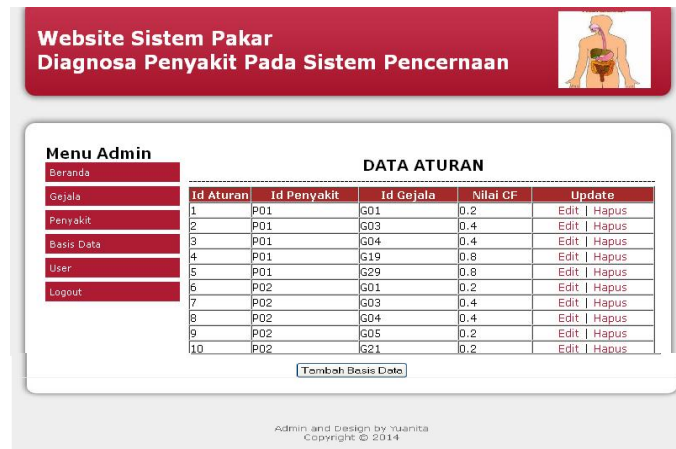 Website Sistem Pakar
Diagnosa Penyakit Pada Sistem Pencernaan
Menu Admin
Beranda
Gejala
Penyakit
Basis Data
User
Logout
DATA ATURAN
Id Aturan Id Penyakit Id Gejala Nilai CF Update
1 P01 G01 0.2 Edit | Hapus
2 P01 G03 0.4 Edit | Hapus
3 P01 G04 0.4 Edit | Hapus
4 P01 G19 0.8 Edit | Hapus
5 P01 G29 0.8 Edit | Hapus
6 P02 G01 0.2 Edit | Hapus
7 P02 G03 0.4 Edit | Hapus
8 P02 G04 0.4 Edit | Hapus
9 P02 G05 0.2 Edit | Hapus
10 P02 G21 0.2 Edit | Hapus
Tambah Basis Data
Admin and Design by Yuanita
Copyright © 2014